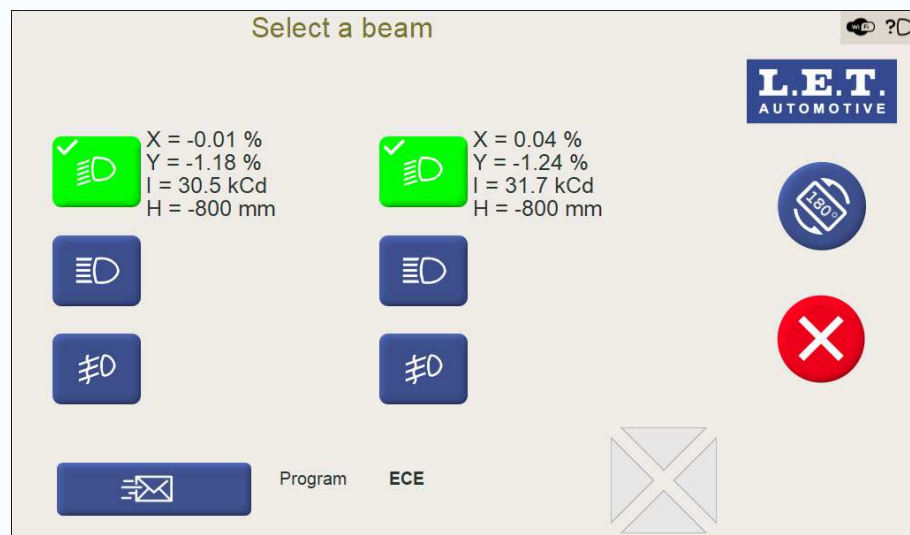 Select a beam
WiFi ?
L.E.T.
AUTOMOTIVE
X = -0.01 %
Y = -1.18 %
I = 30.5 kCd
H = -800 mm
X = 0.04 %
Y = -1.24 %
I = 31.7 kCd
H = -800 mm
180°
Program ECE